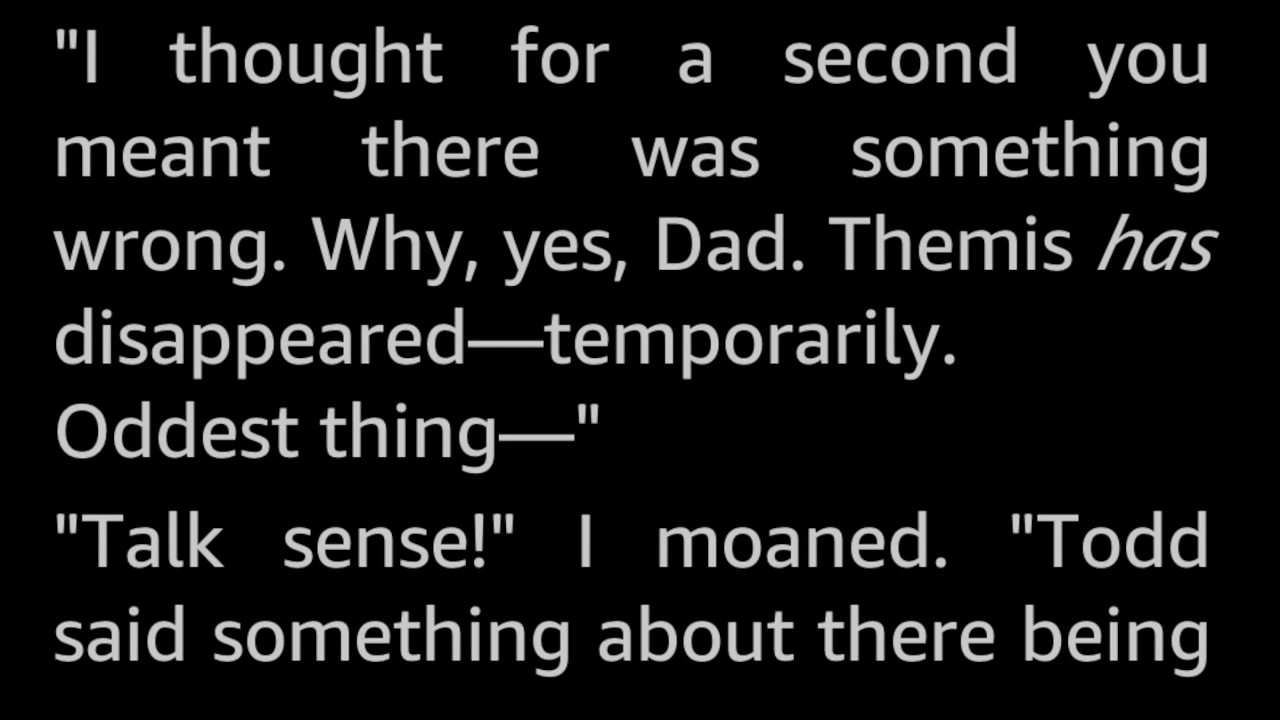 "I thought for a second you
meant there was something
wrong. Why, yes, Dad. Themis has
disappeared—temporarily.
Oddest thing—"
"Talk sense!" I moaned. "Todd
said something about there being